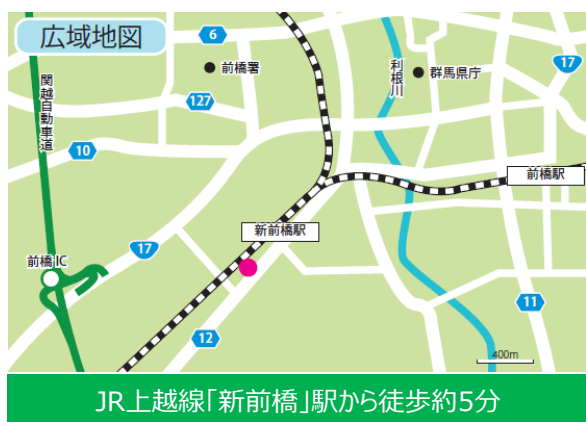 広域地図
6
関越自動車道
前橋署
利根川
群馬県庁
17
127
10
前橋駅
新前橋駅
17
前橋IC
11
12
400m
JR上越線「新前橋」駅から徒歩約5分